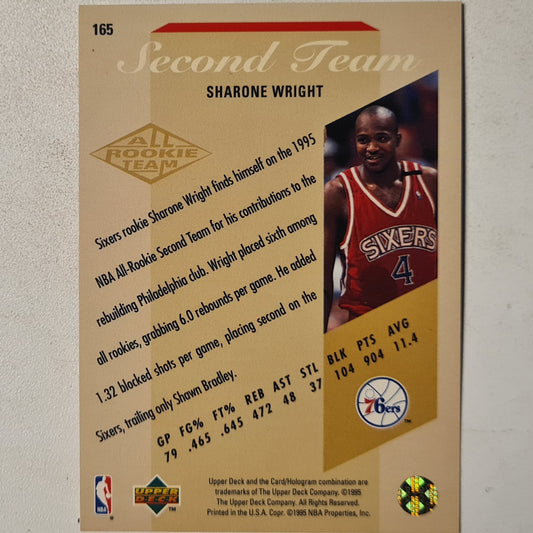 165
Second Team
SHARONE WRIGHT
ALL
ROOKIE
TEAM
Sixers rookie Sharone Wright finds himself on the 1995
NBA All-Rookie Second Team for his contributions to the
rebuilding Philadelphia club. Wright placed sixth among
all rookies, grabbing 6.0 rebounds per game. He added
1.32 blocked shots per game, placing second on the
Sixers, trailing only Shawn Bradley.
SIXERS
4
GP FG% FT% REB AST STL BLK PTS AVG
79 .465 .645 472 48 37 104 904 11.4
76ers
TM
NBA
UPPER
DECK
TM
Upper Deck and the Card/Hologram combination are
trademarks of The Upper Deck Company. ©1995
The Upper Deck Company. All rights reserved.
Printed in the U.S.A. Copr. ©1995 NBA Properties, Inc.